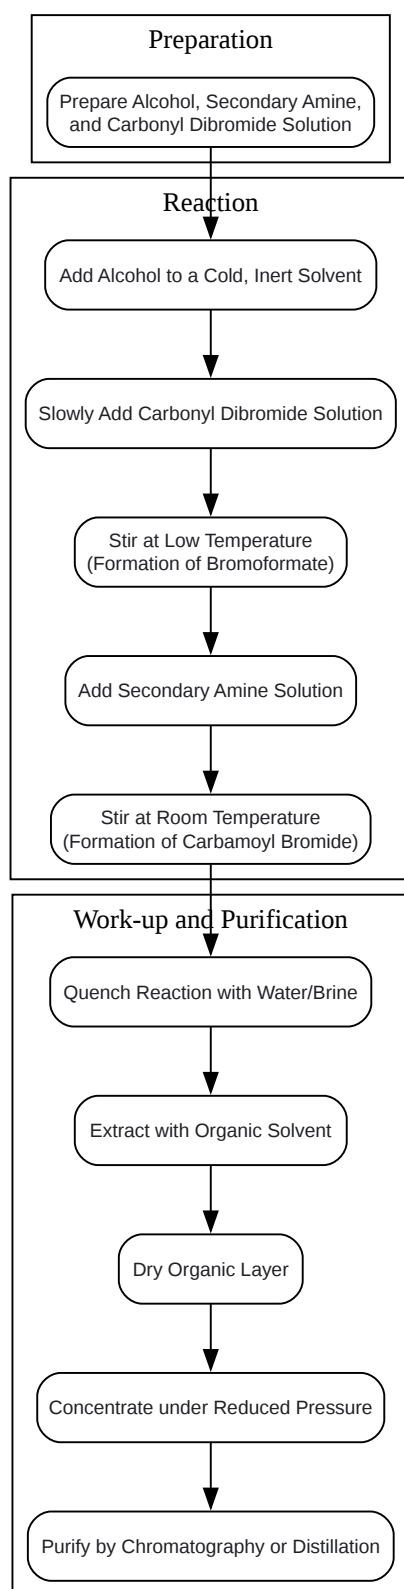 Preparation
Prepare Alcohol, Secondary Amine,
and Carbonyl Dibromide Solution
Reaction
Add Alcohol to a Cold, Inert Solvent
Slowly Add Carbonyl Dibromide Solution
Stir at Low Temperature
(Formation of Bromoformate)
Add Secondary Amine Solution
Stir at Room Temperature
(Formation of Carbamoyl Bromide)
Work-up and Purification
Quench Reaction with Water/Brine
Extract with Organic Solvent
Dry Organic Layer
Concentrate under Reduced Pressure
Purify by Chromatography or Distillation